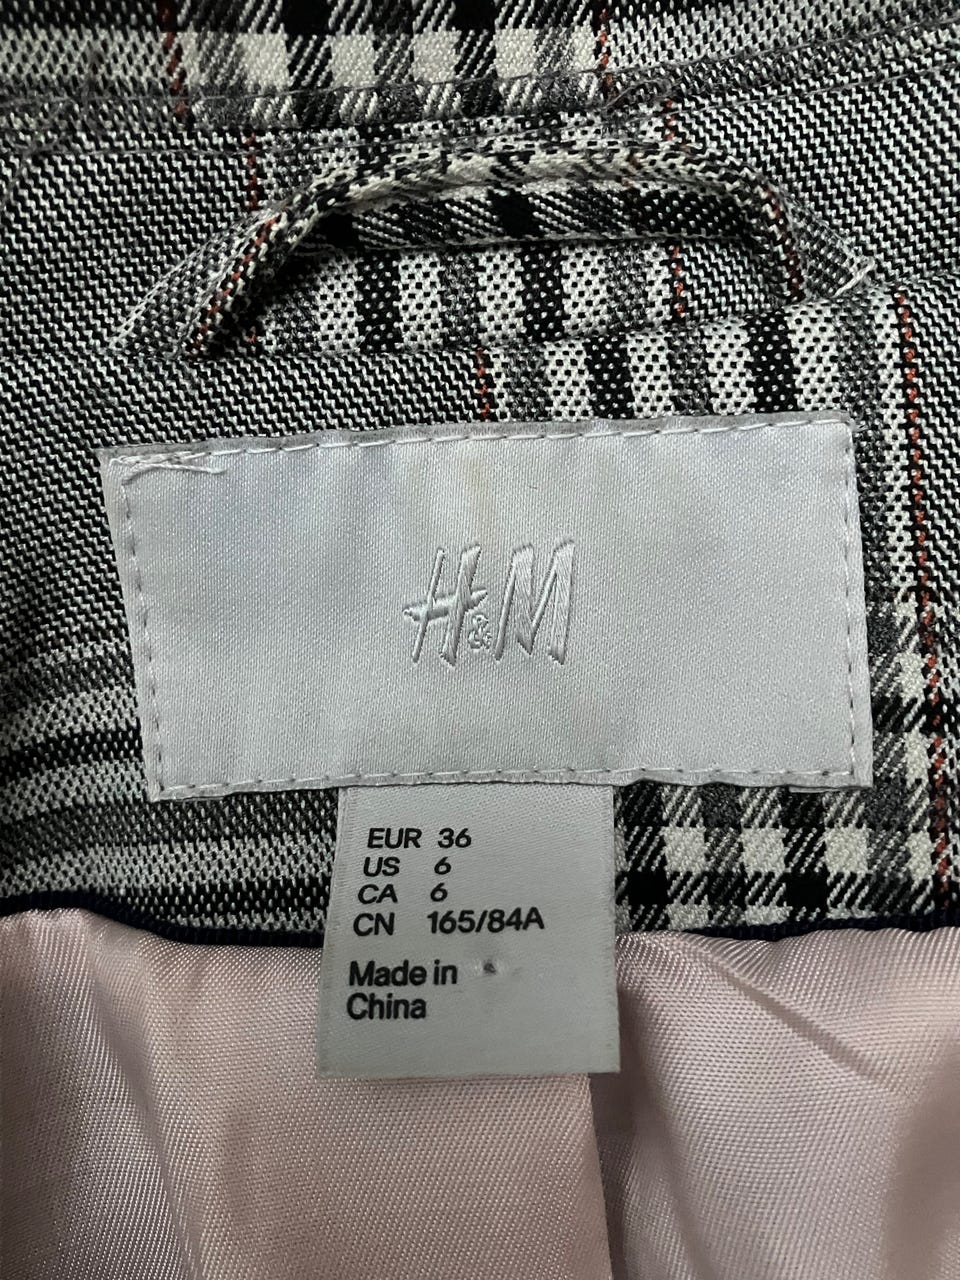 H&M
EUR 36
US 6
CA 6
CN 165/84A
Made in
China